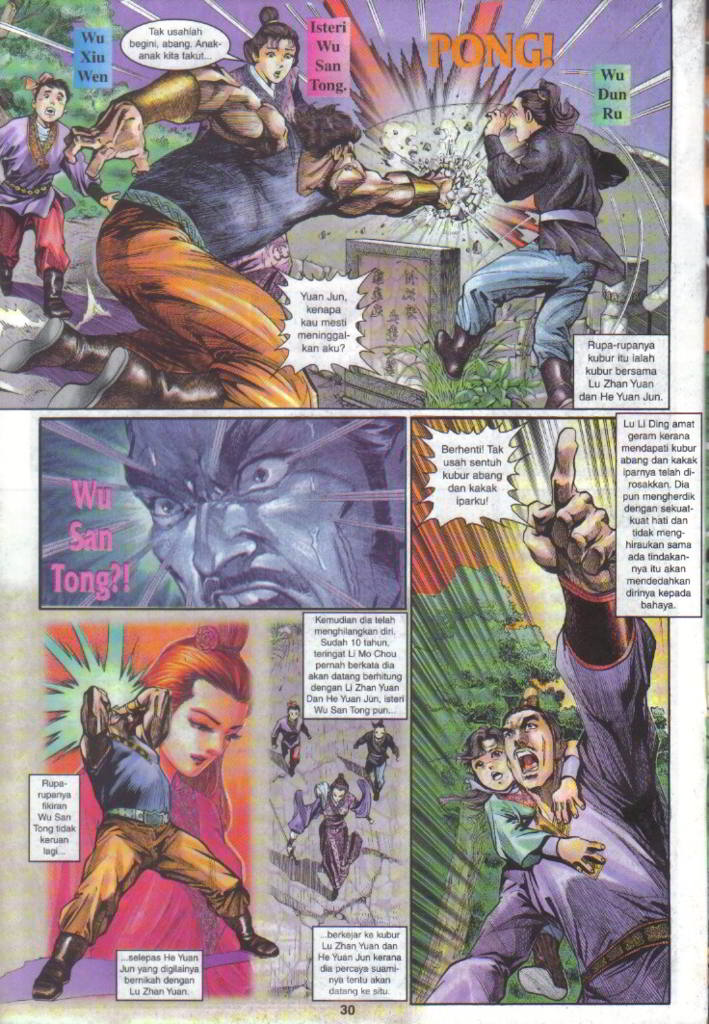 Wu
Xiu
Wen
Tak usahlah
begini, abang. Anak-
anak kita takut...
Isteri
Wu
San
Tong.
PONG!
Wu
Dun
Ru
Yuan Jun,
kenapa
kau mesti
meninggal-
kan aku?
Rupa-rupanya
kubur itu ialah
kubur bersama
Lu Zhan Yuan
dan He Yuan Jun.
Wu
San
Tong?!
Berhenti! Tak
usah sentuh
kubur abang
dan kakak
iparku!
Lu Li Ding amat
geram kerana
mendapati kubur
abang dan kakak
iparnya telah di-
rosakkan. Dia
pun mengherdik
dengan sekuat-
kuat hati dan
tidak meng-
hiraukan sama
ada tindakan-
nya itu akan
mendedahkan
dirinya kepada
bahaya.
Rupa-
rupanya
fikiran
Wu San
Tong tidak
keruan
lagi...
...selepas He Yuan
Jun yang digilainya
bernikah dengan
Lu Zhan Yuan.
Kemudian dia telah
menghilangkan diri.
Sudah 10 tahun,
teringat Li Mo Chou
pernah berkata dia
akan datang berhitung
dengan Li Zhan Yuan
Dan He Yuan Jun, isteri
Wu San Tong pun...
...berkejar ke kubur
Lu Zhan Yuan dan
He Yuan Jun kerana
dia percaya suami-
nya tentu akan
datang ke situ.
30